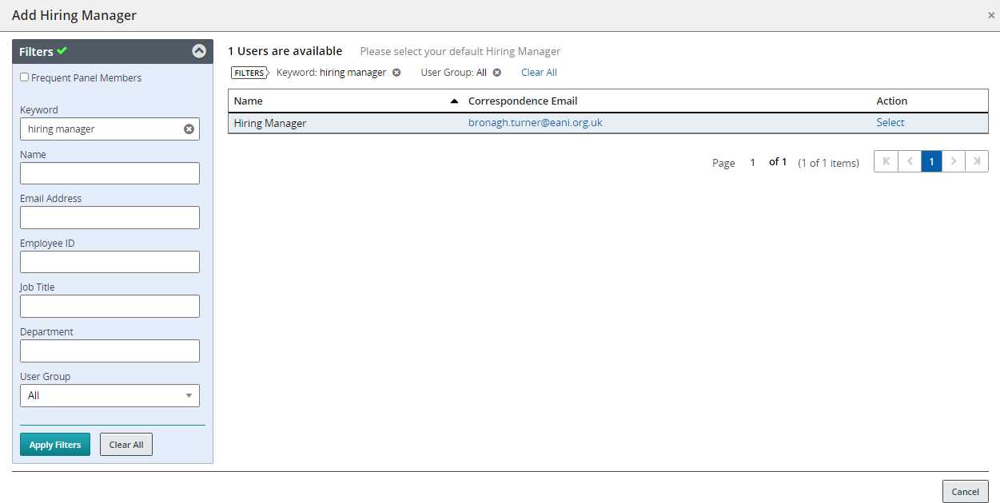 Add Hiring Manager
×
Filters
Frequent Panel Members
Keyword
hiring manager
Name
Email Address
Employee ID
Job Title
Department
User Group
All
Apply Filters
Clear All
1 Users are available Please select your default Hiring Manager
FILTERS Keyword: hiring manager User Group: All Clear All
Name Correspondence Email Action
Hiring Manager bronagh.turner@eani.org.uk Select
Page 1 of 1 (1 of 1 items) 1
Cancel